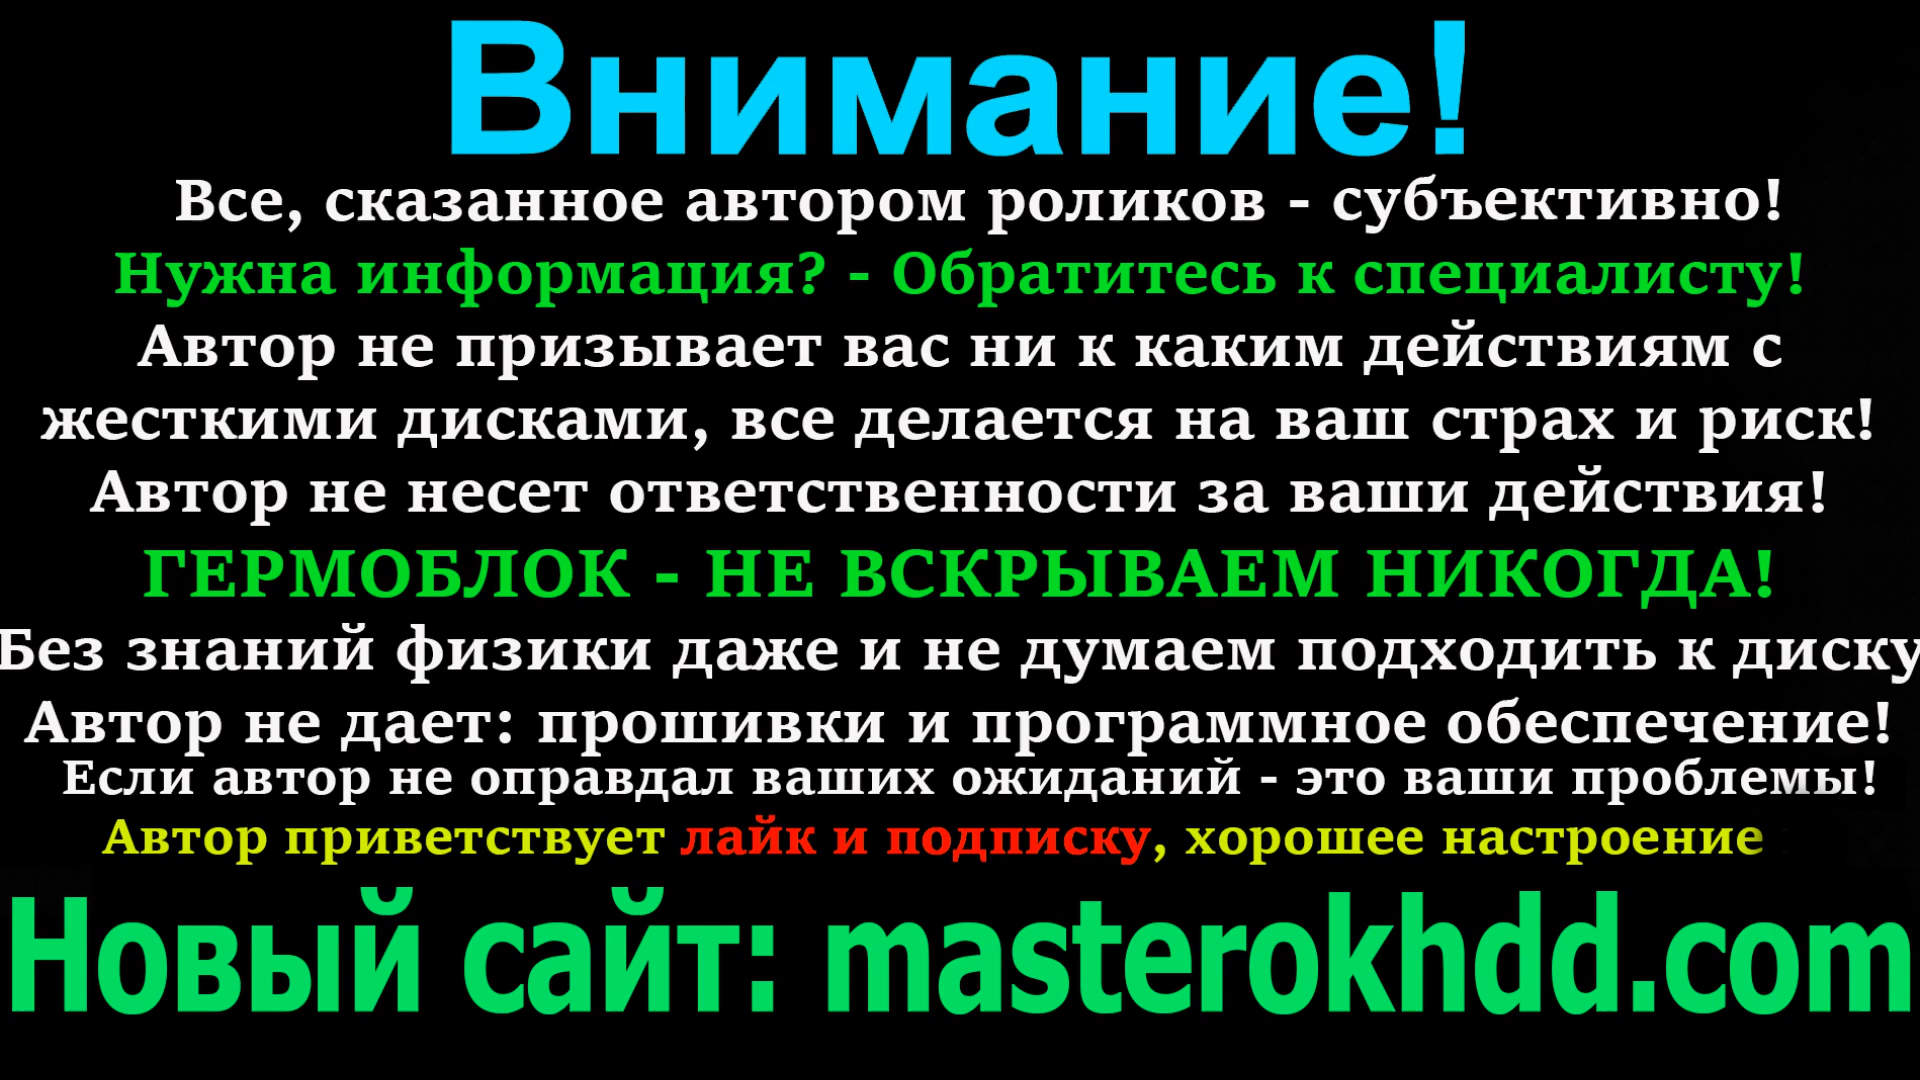 Внимание!
Все, сказанное автором роликов - субъективно!
Нужна информация? - Обратитесь к специалисту!
Автор не призывает вас ни к каким действиям с
жесткими дисками, все делается на ваш страх и риск!
Автор не несет ответственности за ваши действия!
ГЕРМОБЛОК - НЕ ВСКРЫВАЕМ НИКОГДА!
Без знаний физики даже и не думаем подходить к диску
Автор не дает: прошивки и программное обеспечение!
Если автор не оправдал ваших ожиданий - это ваши проблемы!
Автор приветствует лайк и подписку, хорошее настроение
Новый сайт: masterokhdd.com